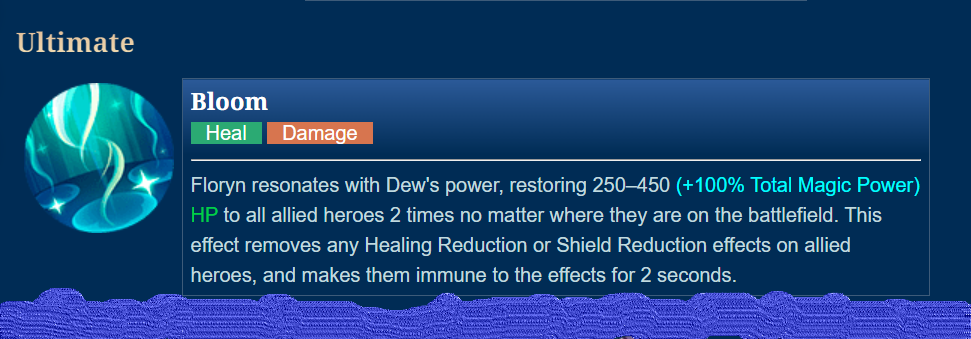 Ultimate
Bloom
Heal Damage
Floryn resonates with Dew's power, restoring 250–450 (+100% Total Magic Power)
HP to all allied heroes 2 times no matter where they are on the battlefield. This
effect removes any Healing Reduction or Shield Reduction effects on allied
heroes, and makes them immune to the effects for 2 seconds.